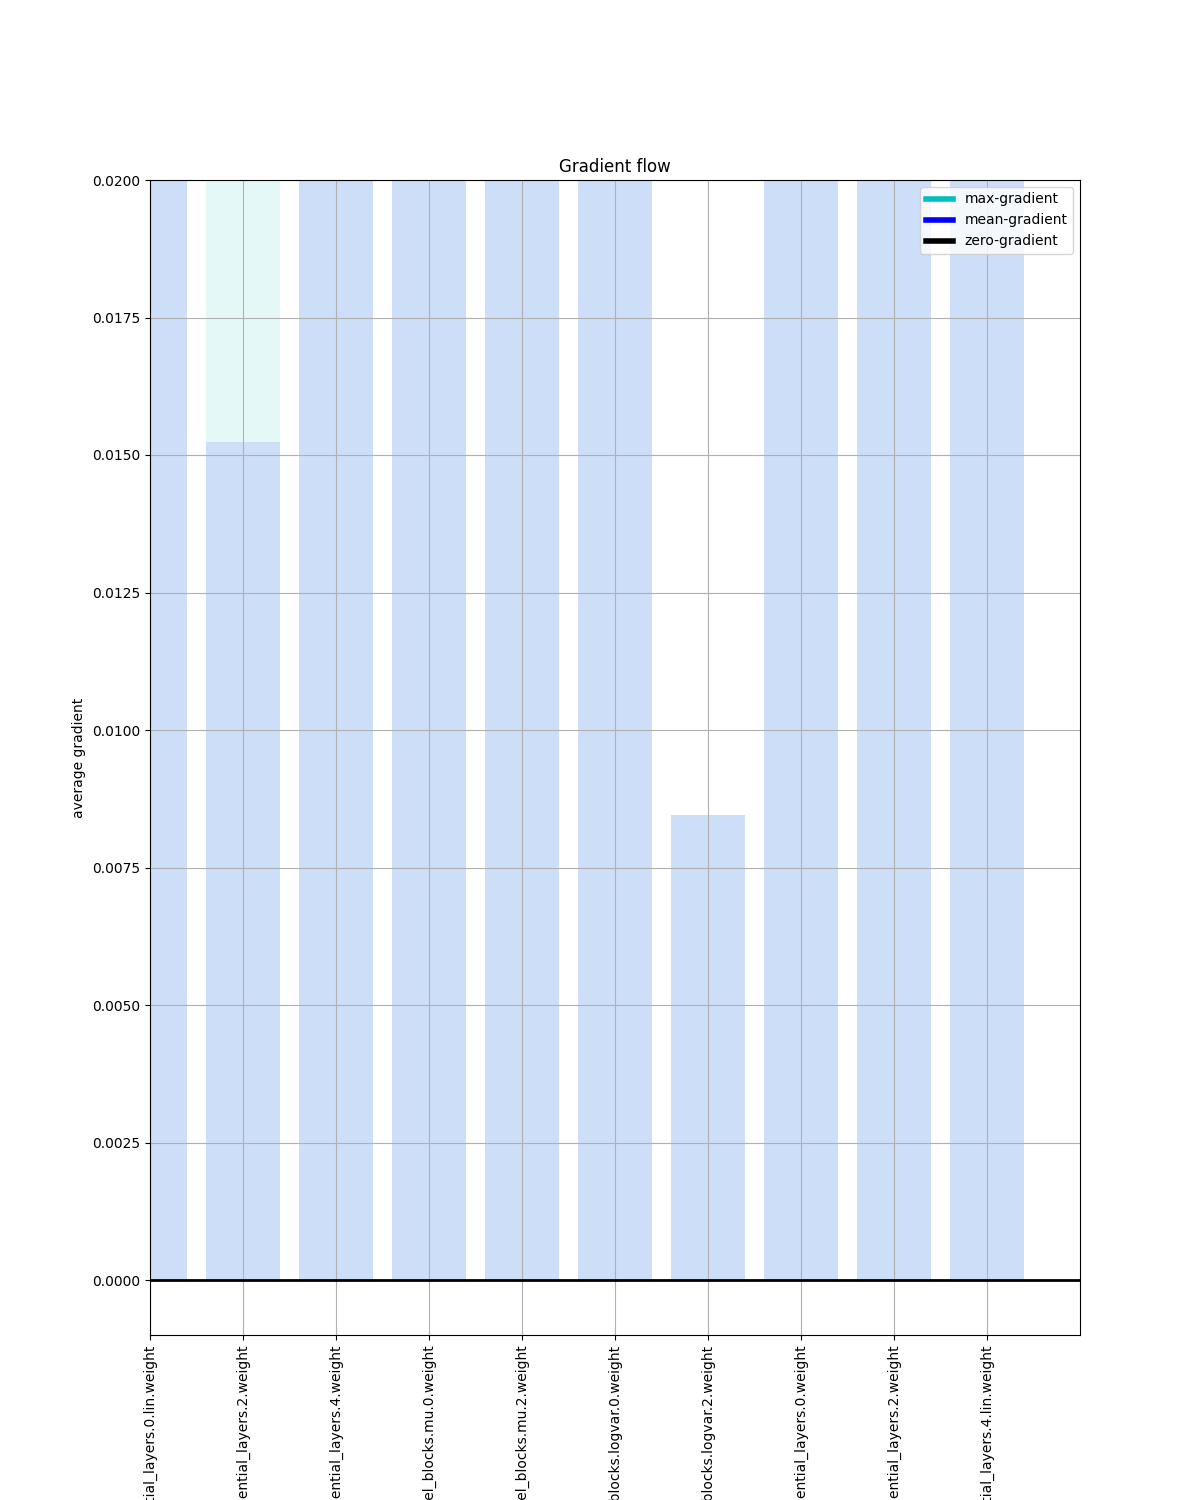 Gradient flow
max-gradient
mean-gradient
zero-gradient
0.0200
0.0175
0.0150
0.0125
0.0100
0.0075
0.0050
0.0025
0.0000
average gradient
tial_layers.0.lin.weight
ential_layers.2.weight
ential_layers.4.weight
el_blocks.mu.0.weight
el_blocks.mu.2.weight
blocks.logvar.0.weight
blocks.logvar.2.weight
ential_layers.0.weight
ential_layers.2.weight
tial_layers.4.lin.weight